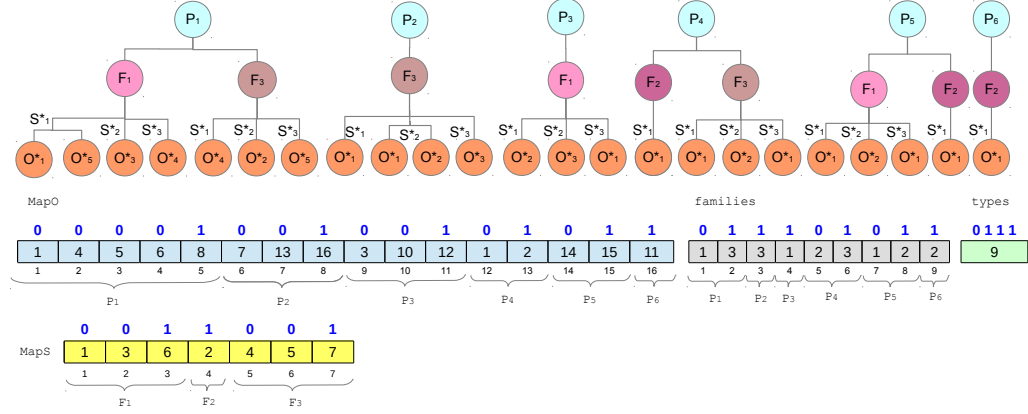 P1 P2 P3 P4 P5 P6
F1 F3 F3 F1 F2 F3 F1 F2 F2
S*1 S*2 S*3 S*1 S*2 S*3 S*1 S*2 S*3 S*1 S*2 S*3 S*1 S*1 S*2 S*3 S*1 S*2 S*3 S*1 S*1
O*1 O*5 O*3 O*4 O*4 O*2 O*5 O*1 O*1 O*2 O*3 O*2 O*1 O*1 O*1 O*1 O*2 O*1 O*1 O*2 O*1 O*1 O*1
MapO families types
0 0 0 0 1 0 0 1 0 0 1 0 1 0 1 1 0 1 1 1 0 1 0 1 1 0 1 1 1
1 4 5 6 8 7 13 16 3 10 12 1 2 14 15 11 1 3 3 1 2 3 1 2 2 9
1 2 3 4 5 6 7 8 9 10 11 12 13 14 15 16 1 2 3 4 5 6 7 8 9
P1 P2 P3 P4 P5 P6 P1 P2 P3 P4 P5 P6
0 0 1 1 0 0 1
MapS 1 3 6 2 4 5 7
1 2 3 4 5 6 7
F1 F2 F3